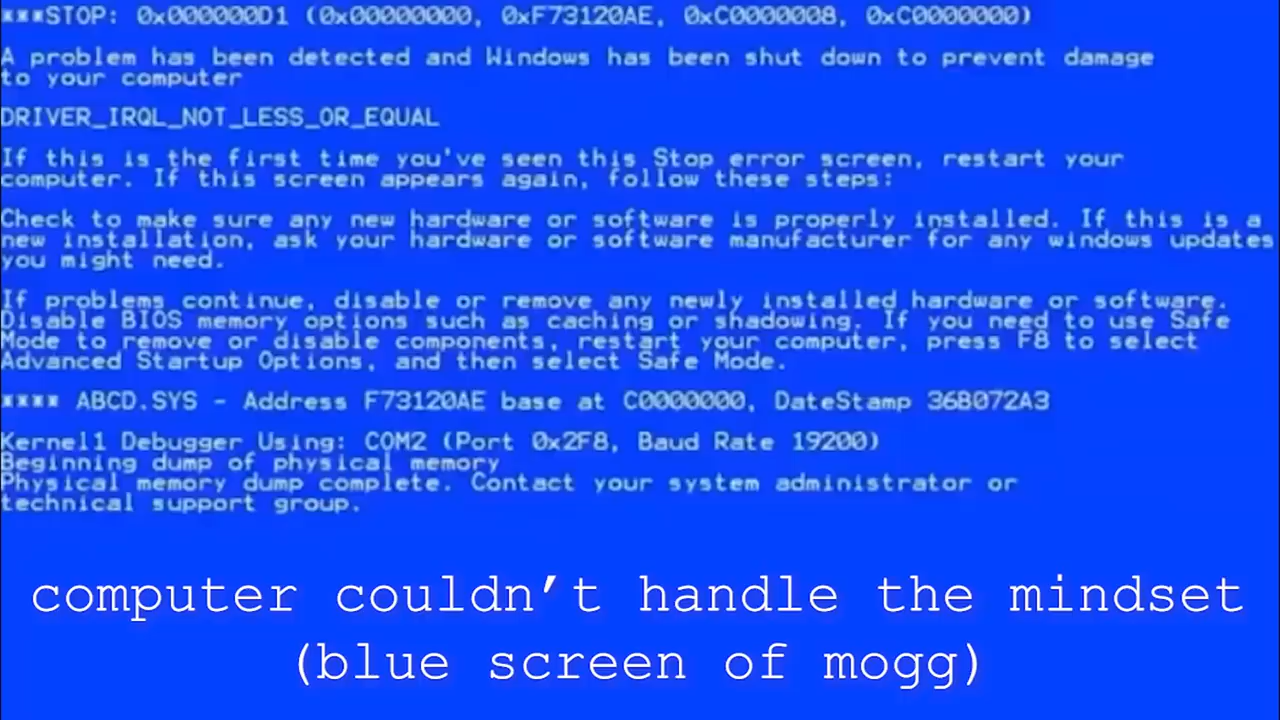 ***STOP: 0x000000D1 (0x00000000, 0xF73120AE, 0xC0000008, 0xC0000000)
A problem has been detected and Windows has been shut down to prevent damage
to your computer
DRIVER_IRQL_NOT_LESS_OR_EQUAL
If this is the first time you've seen this Stop error screen, restart your
computer. If this screen appears again, follow these steps:
Check to make sure any new hardware or software is properly installed. If this is a
new installation, ask your hardware or software manufacturer for any windows updates
you might need.
If problems continue, disable or remove any newly installed hardware or software.
Disable BIOS memory options such as caching or shadowing. If you need to use Safe
Mode to remove or disable components, restart your computer, press F8 to select
Advanced Startup Options, and then select Safe Mode.
**** ABCD.SYS - Address F73120AE base at C0000000, DateStamp 36B072A3
Kernel1 Debugger Using: COM2 (Port 0x2F8, Baud Rate 19200)
Beginning dump of physical memory
Physical memory dump complete. Contact your system administrator or
technical support group.
computer couldn't handle the mindset
(blue screen of mogg)